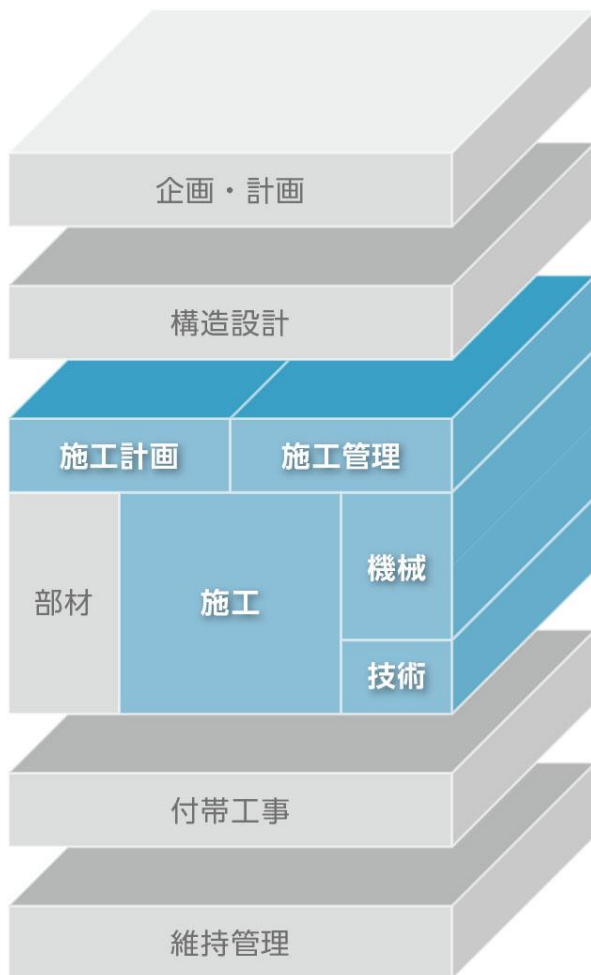 企画・計画
構造設計
施工計画
施工管理
部材
施工
機械
技術
付帯工事
維持管理